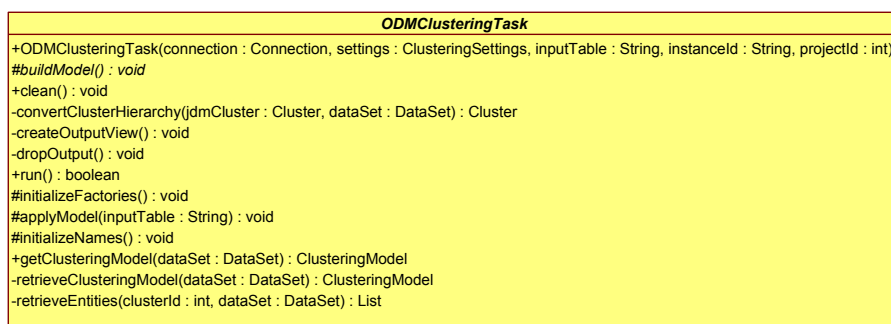 ODMClusteringTask
+ODMClusteringTask(connection : Connection, settings : ClusteringSettings, inputTable : String, instanceId : String, projectId : int)
#buildModel() : void
+clean() : void
-convertClusterHierarchy(jdmCluster : Cluster, dataSet : DataSet) : Cluster
-createOutputView() : void
-dropOutput() : void
+run() : boolean
#initializeFactories() : void
#applyModel(inputTable : String) : void
#initializeNames() : void
+getClusteringModel(dataSet : DataSet) : ClusteringModel
-retrieveClusteringModel(dataSet : DataSet) : ClusteringModel
-retrieveEntities(clusterId : int, dataSet : DataSet) : List